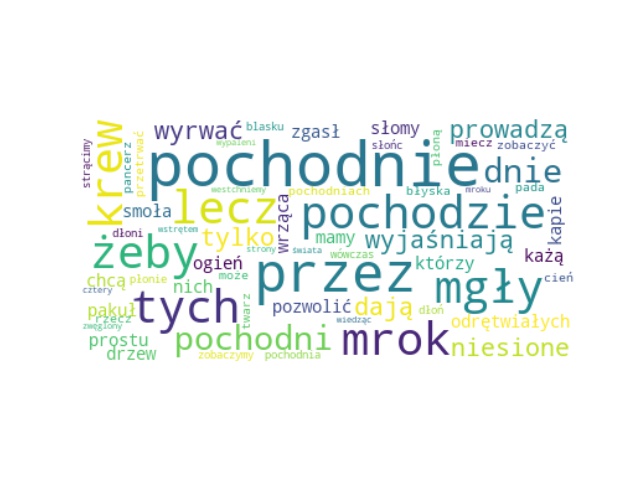 krew
strącimy
pancerz
przetrwać
wyrwać
blasku
zgasł
słomy
prowadzą
wypaleni
słońc
płoną
miecz
zobaczyć
pochodnie
dnie
westchniemy
pochodniach
błyska
mroku
pada
smoła
lecz
wrząca
pochodzie
kapie
dłoni
wstrętem
żeby
tylko
mamy
wyjaśniają
każą
strony
świata
wówczas
ogień
którzy
przez
mgły
cień
chcą
płonie
nich
może
cztery
tych
twarz
pozwolić
dają
dłoń
pakuł
rzecz
zwęglony
wiedząc
odrętwiałych
prostu
drzew
pochodni
mrok
niesione
zobaczymy
pochodnia